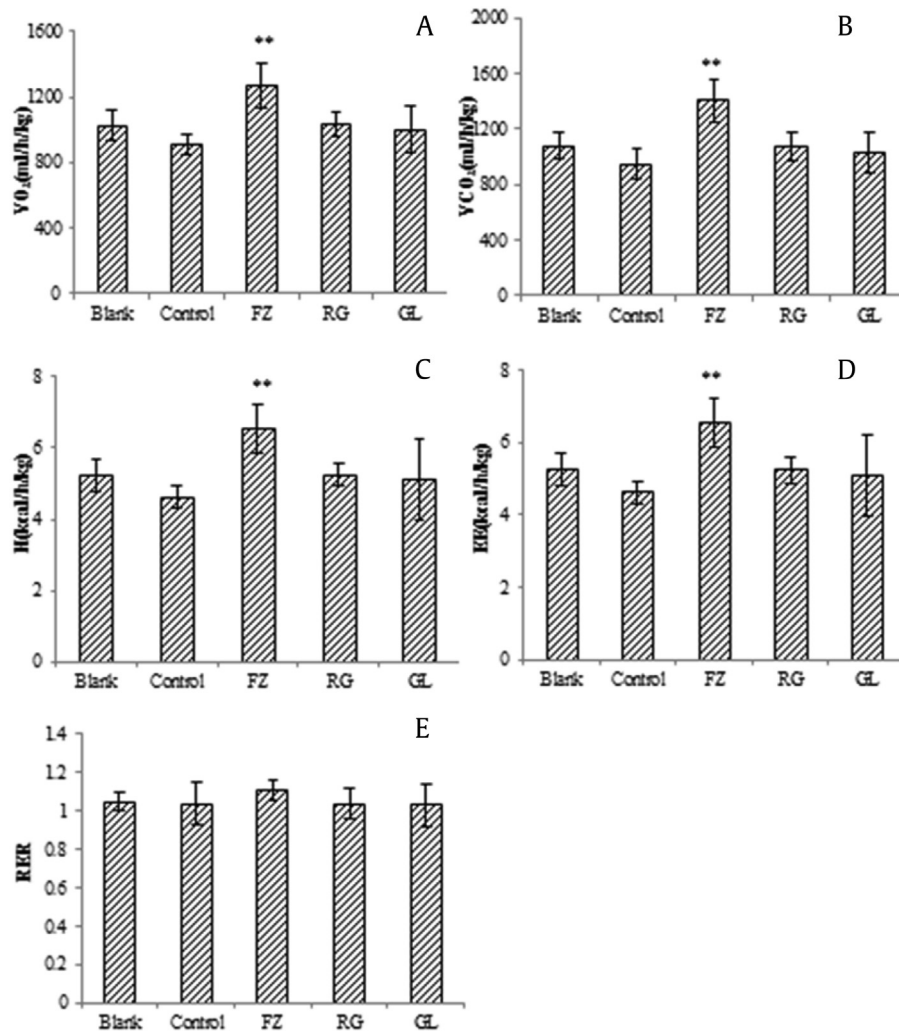 A
1600
**
1200
800
400
0
VO₂(ml/h/kg)
Blank Control FZ RG GL
B
2000
1600
**
1200
800
400
0
VCO₂(ml/h/kg)
Blank Control FZ RG GL
C
8
**
6
4
2
0
H(kcal/h/kg)
Blank Control FZ RG GL
D
8
**
6
4
2
0
EE(kcal/h/kg)
Blank Control FZ RG GL
E
1.4
1.2
1
0.8
0.6
0.4
0.2
0
RER
Blank Control FZ RG GL